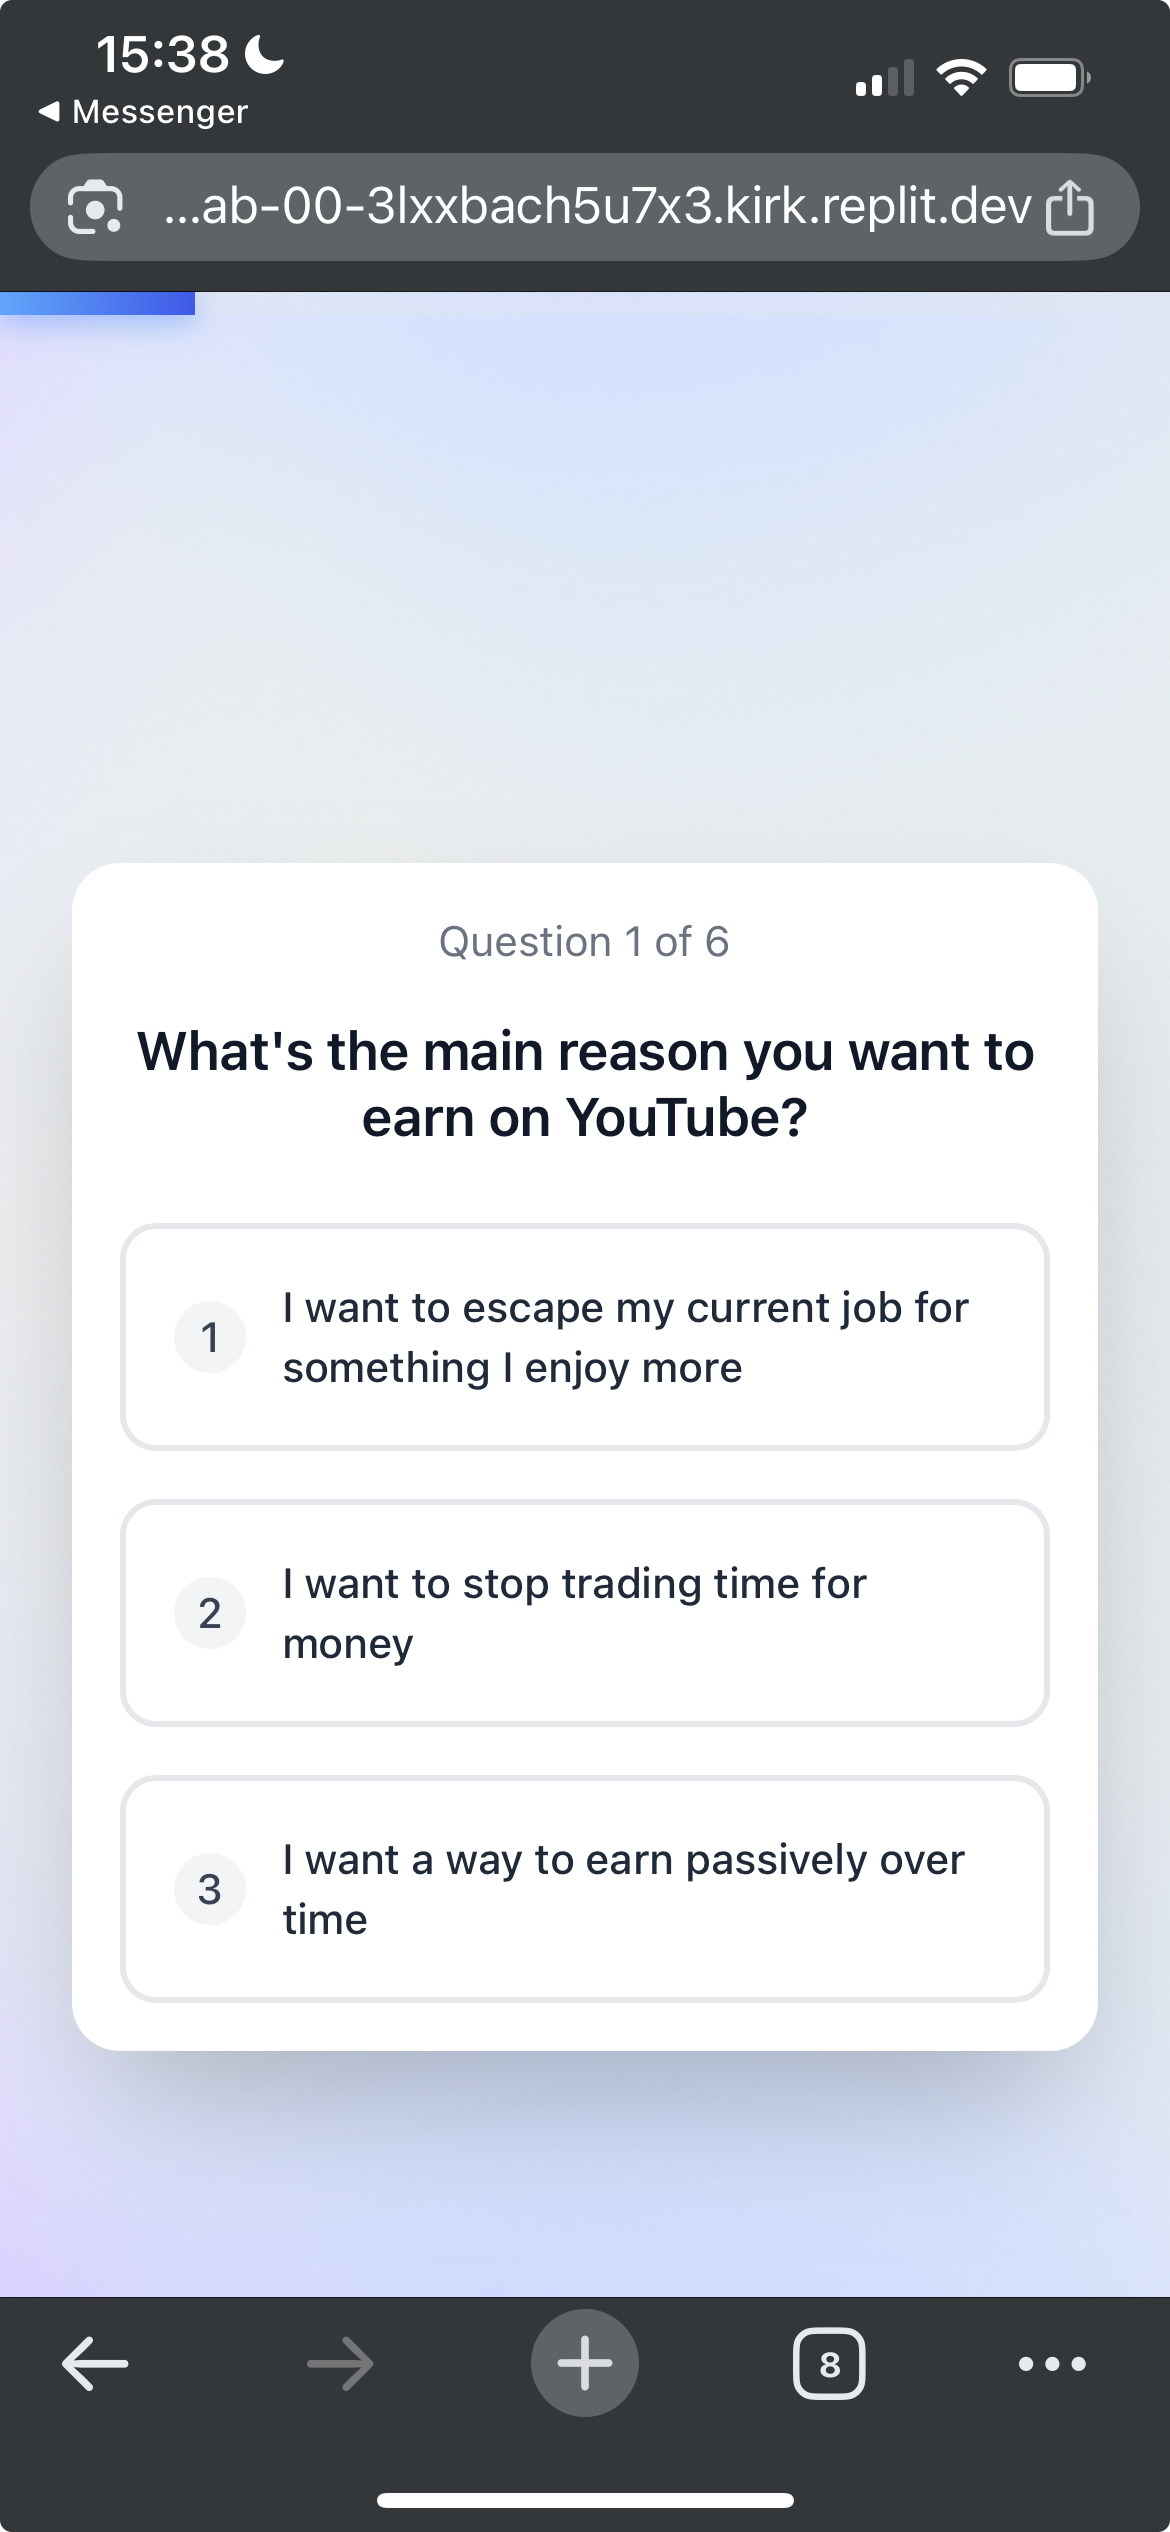 15:38
Messenger
...ab-00-3lxxbach5u7x3.kirk.replit.dev
Question 1 of 6
What's the main reason you want to
earn on YouTube?
1
I want to escape my current job for
something I enjoy more
2
I want to stop trading time for
money
3
I want a way to earn passively over
time
8